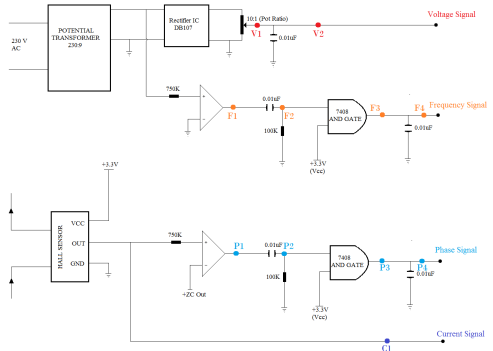 230 V
AC
POTENTIAL
TRANSFORMER
230:9
Rectifier IC
DB107
10:1 (Pot Ratio)
V1
V2
0.01uF
Voltage Signal
750K
F1
0.01uF
F2
100K
7408
AND GATE
+3.3V
(Vcc)
F3
F4
0.01uF
Frequency Signal
+3.3V
HALL SENSOR
VCC
OUT
GND
750K
+ZC Out
P1
0.01uF
P2
100K
7408
AND GATE
+3.3V
(Vcc)
P3
P4
0.01uF
Phase Signal
C1
Current Signal